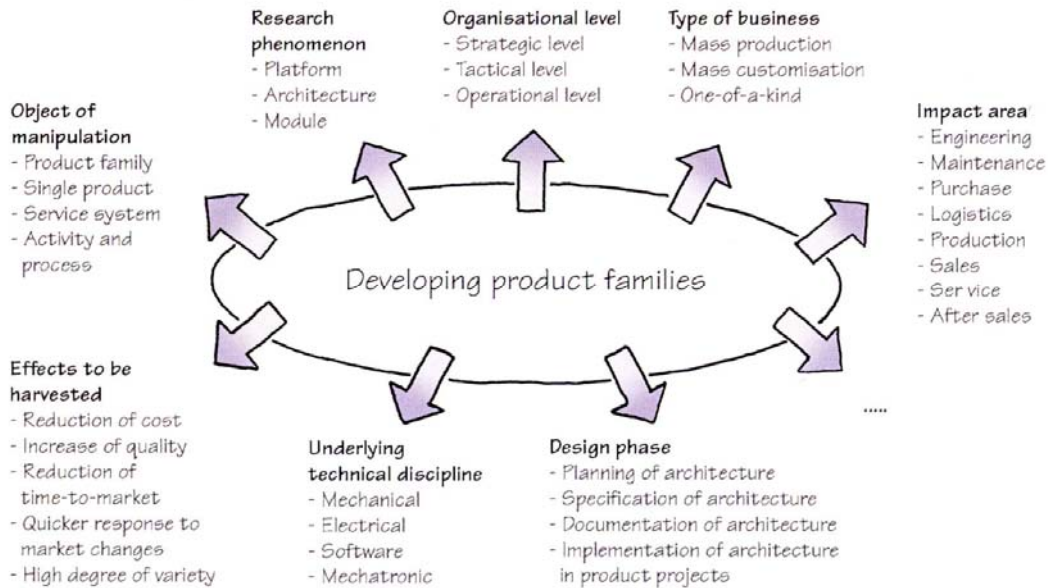 Research
phenomenon
- Platform
- Architecture
- Module
Organisational level
- Strategic level
- Tactical level
- Operational level
Type of business
- Mass production
- Mass customisation
- One-of-a-kind
Object of
manipulation
- Product family
- Single product
- Service system
- Activity and
process
Impact area
- Engineering
- Maintenance
- Purchase
- Logistics
- Production
- Sales
- Ser vice
- After sales
Developing product families
Effects to be
harvested
- Reduction of cost
- Increase of quality
- Reduction of
time-to-market
- Quicker response to
market changes
- High degree of variety
Underlying
technical discipline
- Mechanical
- Electrical
- Software
- Mechatronic
Design phase
- Planning of architecture
- Specification of architecture
- Documentation of architecture
- Implementation of architecture
in product projects
.....